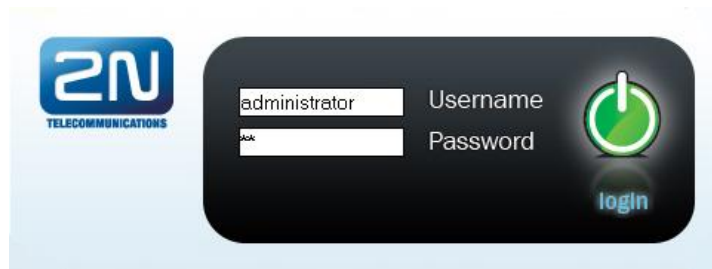 2N
TELECOMMUNICATIONS
administrator Username
** Password
login